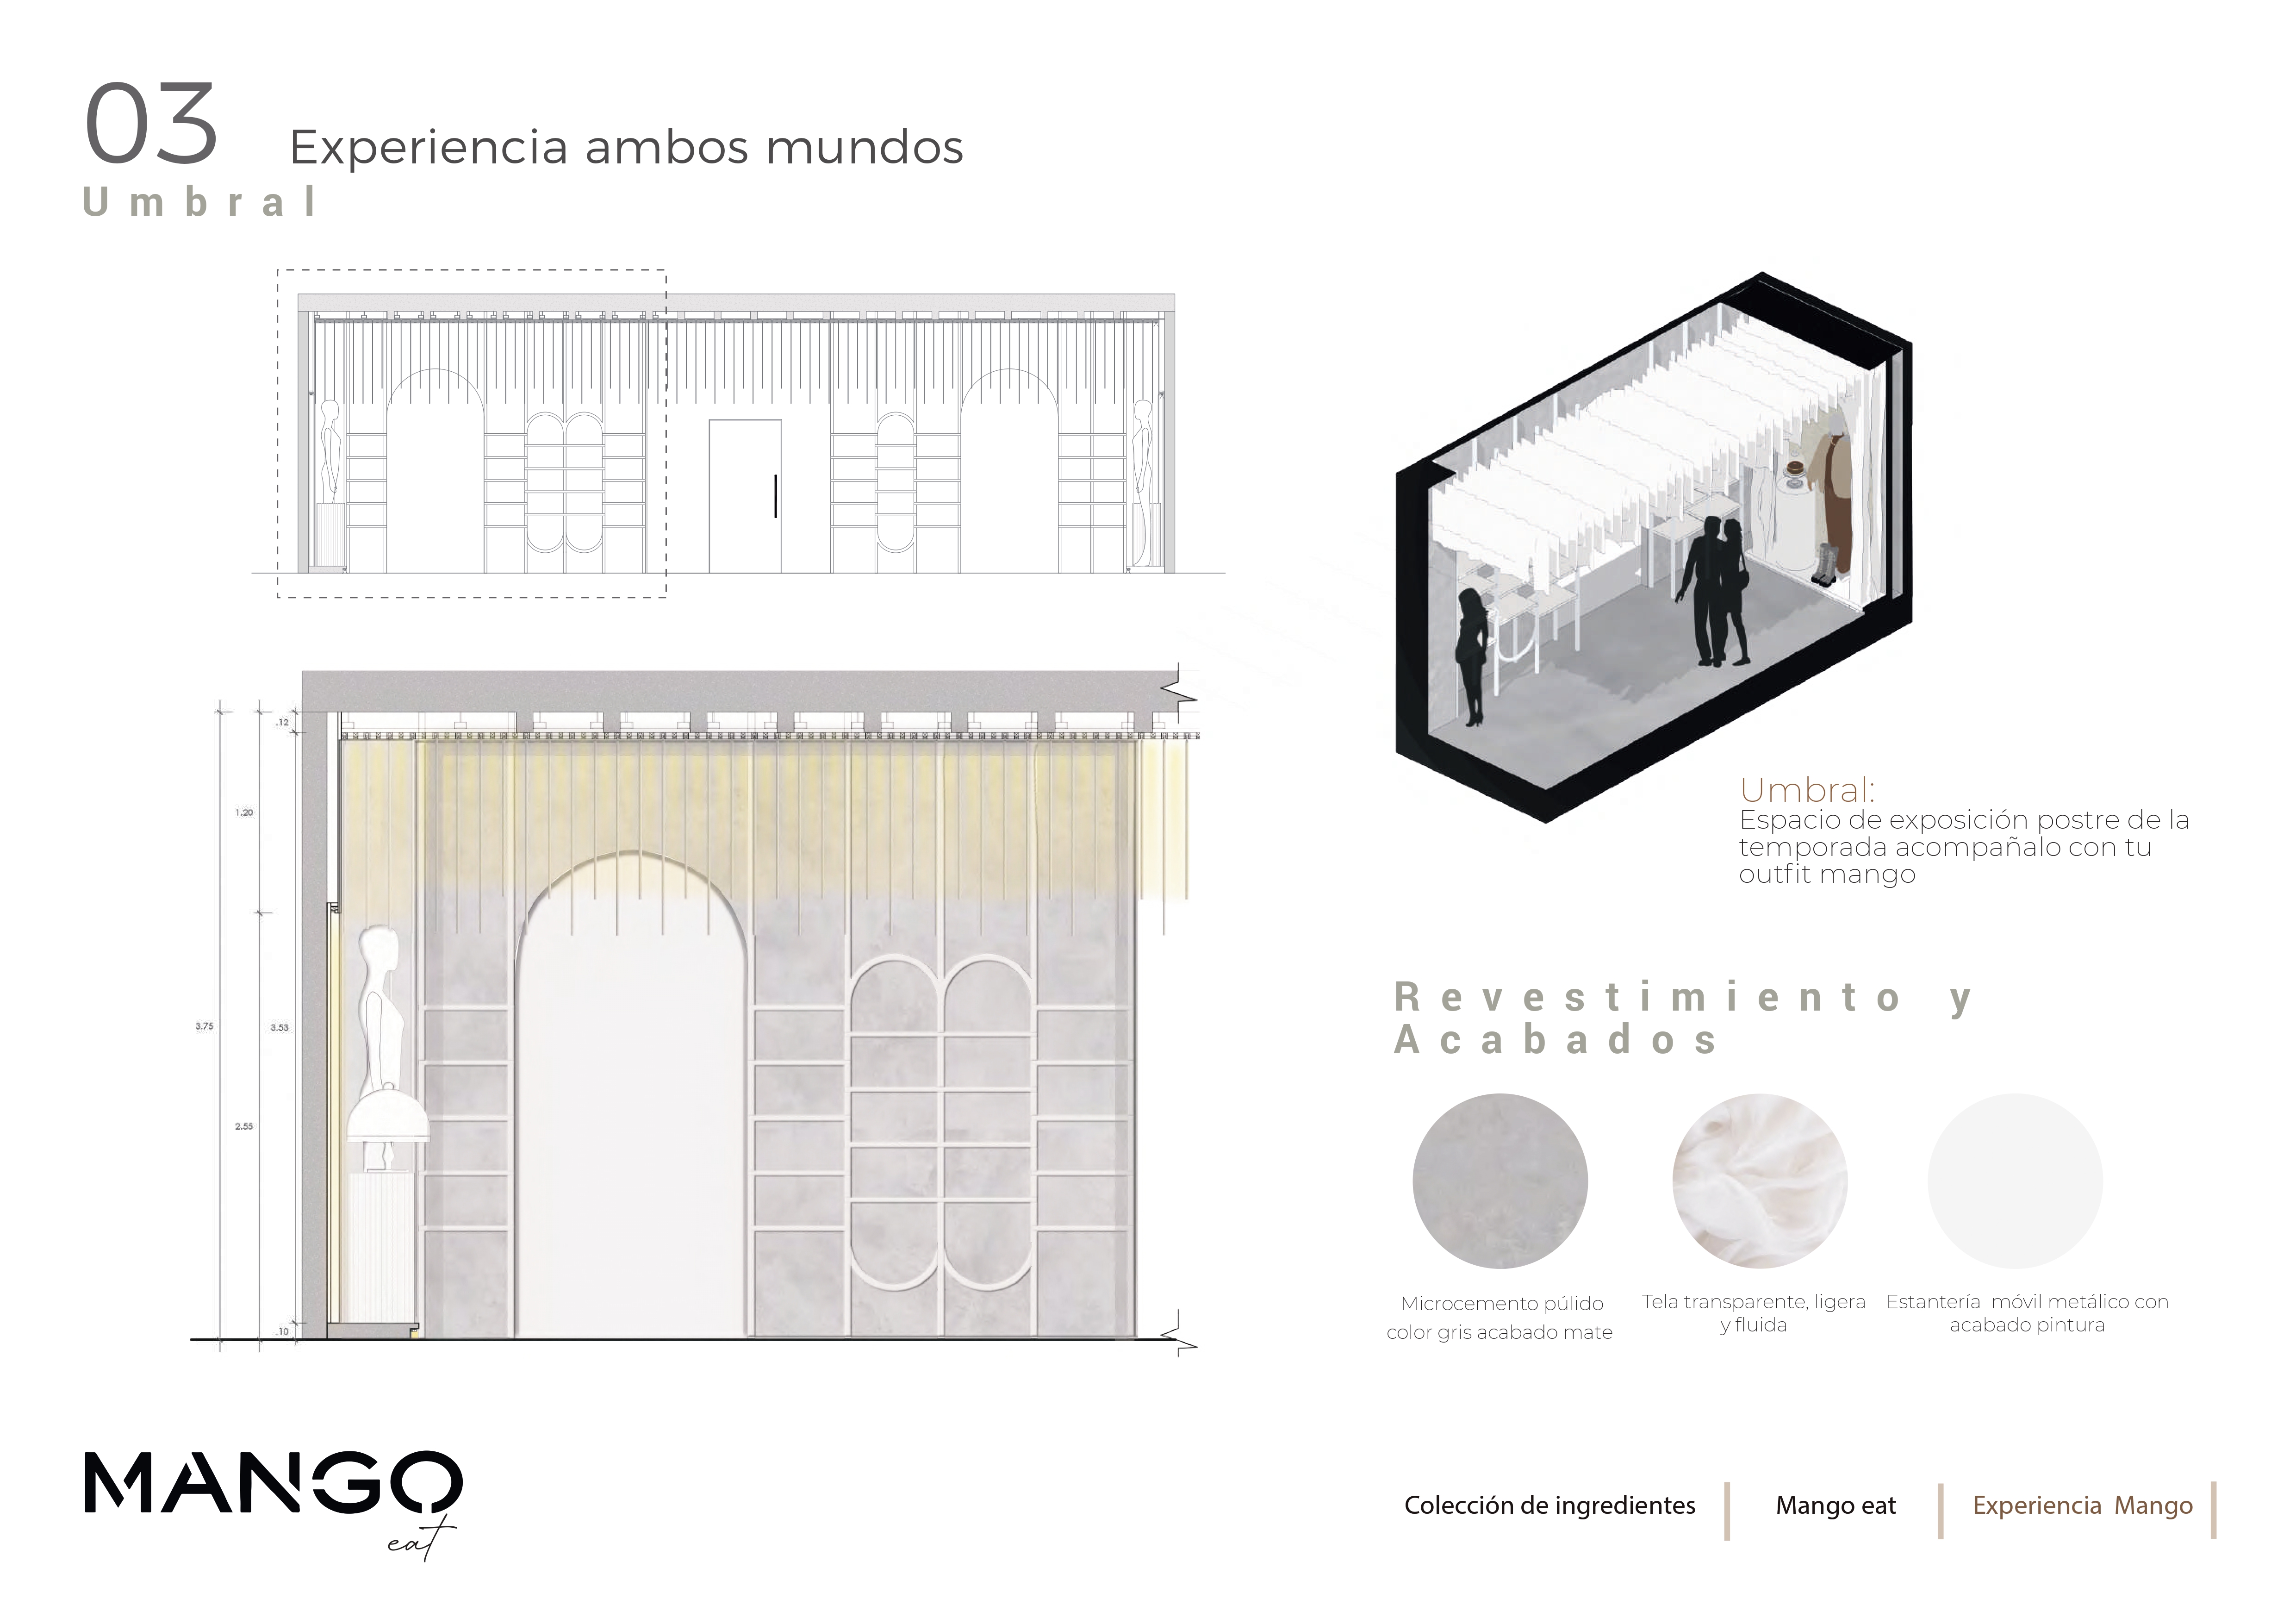 03
Experiencia ambos mundos
Umbral
.12
1.20
3.75
3.53
2.55
.10
Umbral:
Espacio de exposición postre de la
temporada acompañalo con tu
outfit mango
Revestimiento y
Acabados
Microcemento púlido
color gris acabado mate
Tela transparente, ligera
y fluida
Estantería móvil metálico con
acabado pintura
MANGO
eat
Colección de ingredientes
Mango eat
Experiencia Mango